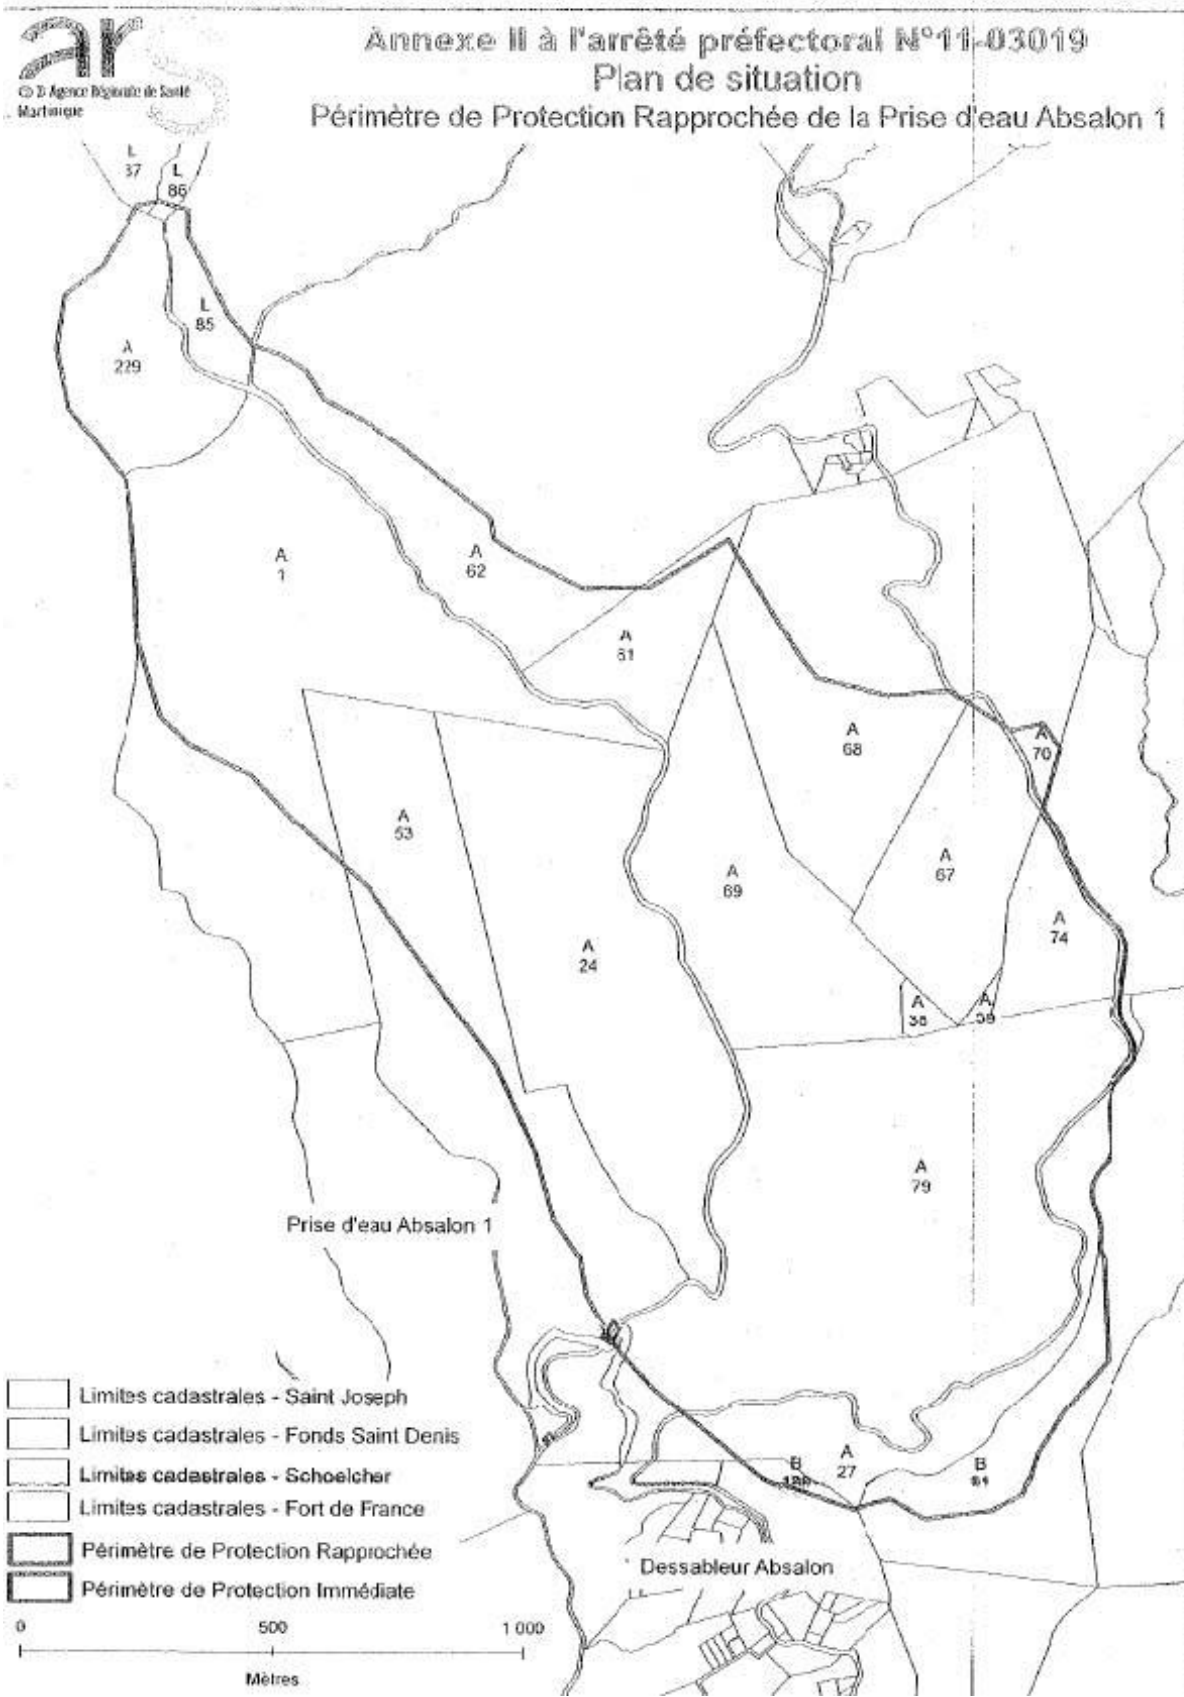 Annexe II à l'arrêté préfectoral N°11-03019
Plan de situation
Périmètre de Protection Rapprochée de la Prise d'eau Absalon 1
ars
Agence Régionale de Santé
Martinique
L
37
L
86
L
85
A
229
A
1
A
62
A
61
A
68
A
70
A
53
A
69
A
67
A
74
A
24
A
38
A
39
A
79
Prise d'eau Absalon 1
B
A
27
B
Dessableur Absalon
Limites cadastrales - Saint Joseph
Limites cadastrales - Fonds Saint Denis
Limites cadastrales - Schoelcher
Limites cadastrales - Fort de France
Périmètre de Protection Rapprochée
Périmètre de Protection Immédiate
0 500 1 000
Mètres